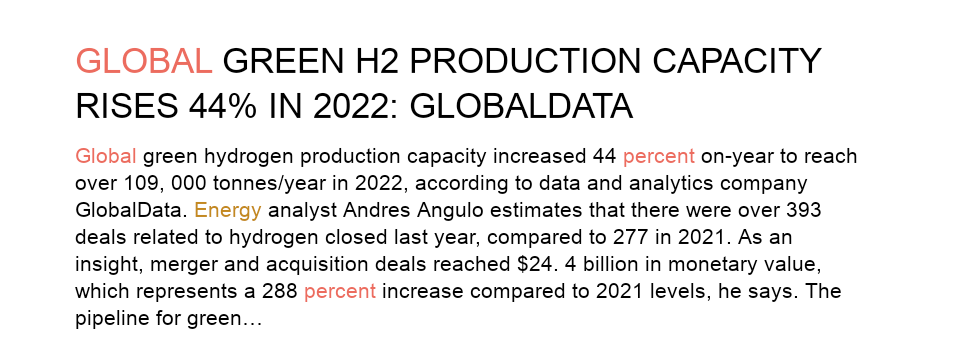 GLOBAL GREEN H2 PRODUCTION CAPACITY
RISES 44% IN 2022: GLOBALDATA
Global green hydrogen production capacity increased 44 percent on-year to reach
over 109, 000 tonnes/year in 2022, according to data and analytics company
GlobalData. Energy analyst Andres Angulo estimates that there were over 393
deals related to hydrogen closed last year, compared to 277 in 2021. As an
insight, merger and acquisition deals reached $24. 4 billion in monetary value,
which represents a 288 percent increase compared to 2021 levels, he says. The
pipeline for green…